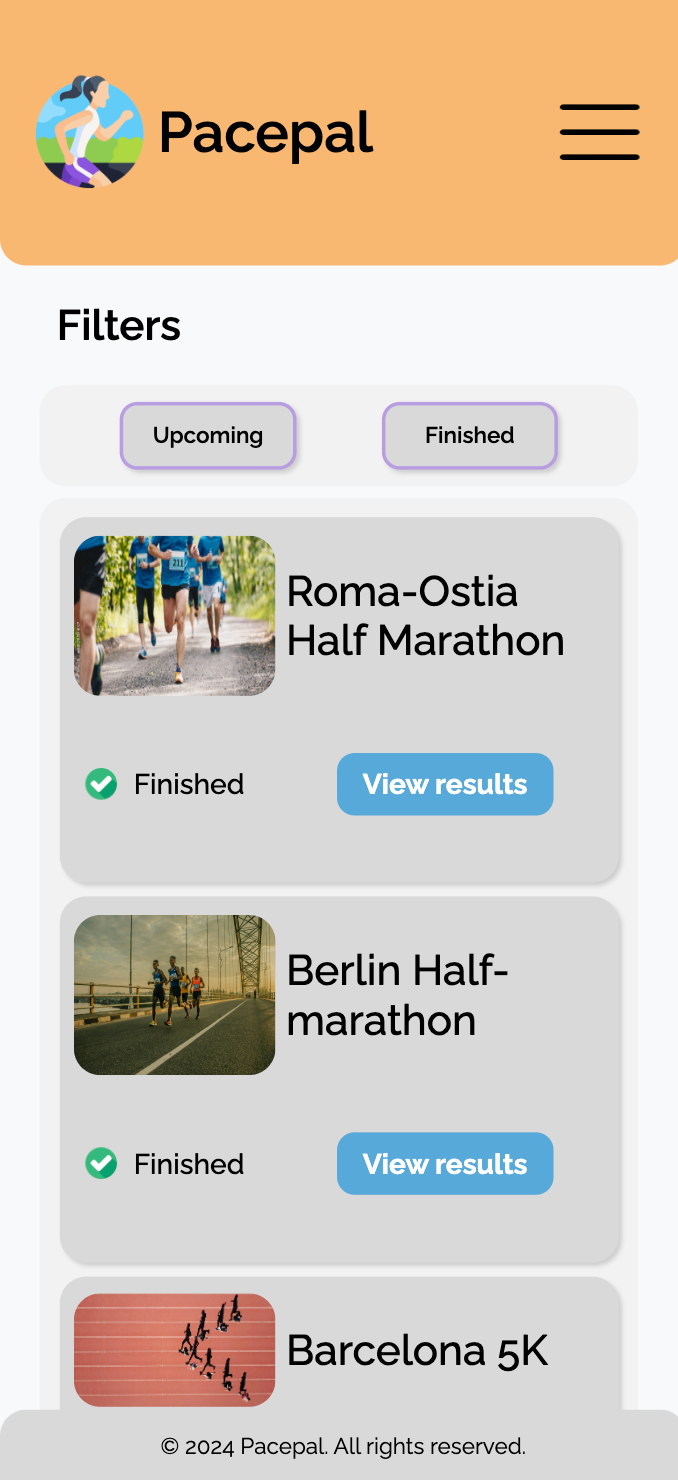 Pacepal
Filters
Upcoming
Finished
211
Roma-Ostia
Half Marathon
Finished
View results
Berlin Half-
marathon
Finished
View results
Barcelona 5K
© 2024 Pacepal. All rights reserved.